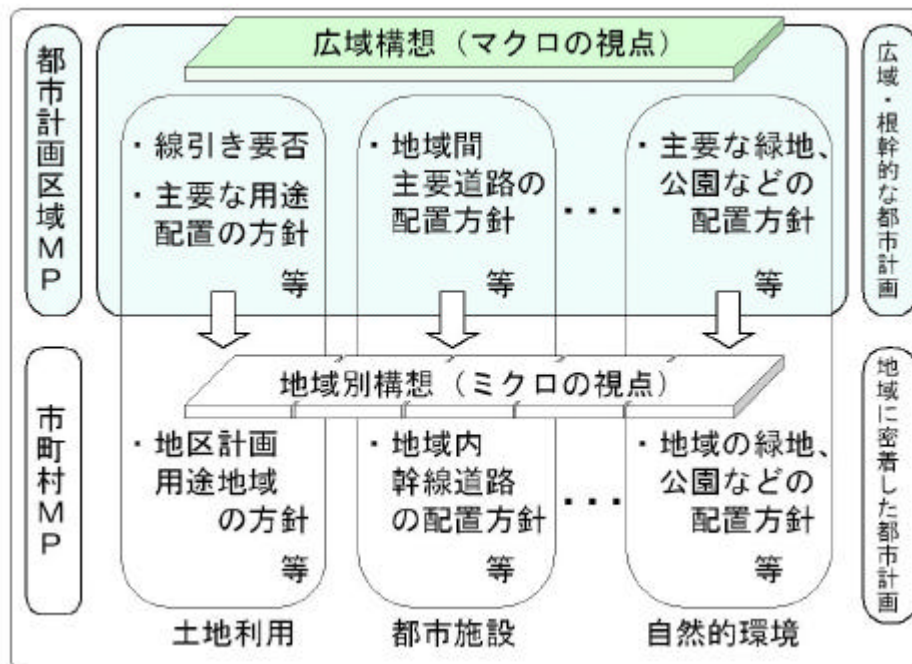 広域構想(マクロの視点)
都市計画区域MP
・線引き要否
・主要な用途
配置の方針
等
・地域間
主要道路の
配置方針
等
・・・
・主要な緑地、
公園などの
配置方針
等
広域・根幹的な都市計画
地域別構想(ミクロの視点)
市町村MP
・地区計画
用途地域
の方針
等
・地域内
幹線道路
の配置方針
等
・・・
・地域の緑地、
公園などの
配置方針
等
地域に密着した都市計画
土地利用
都市施設
自然的環境